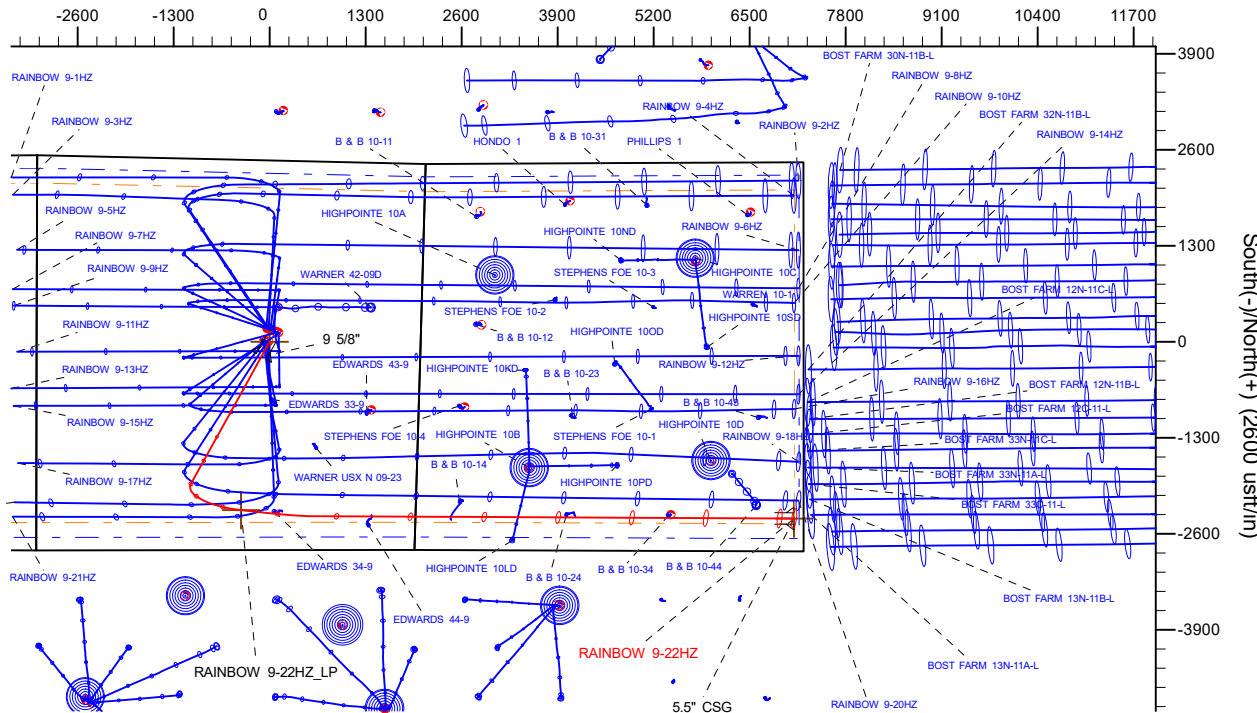 -2600 -1300 0 1300 2600 3900 5200 6500 7800 9100 10400 11700
3900
2600
1300
0
-1300
-2600
-3900
South(-)/North(+) (2600 usft/in)
RAINBOW 9-1HZ
RAINBOW 9-3HZ
RAINBOW 9-5HZ
RAINBOW 9-7HZ
RAINBOW 9-9HZ
RAINBOW 9-11HZ
RAINBOW 9-13HZ
RAINBOW 9-15HZ
RAINBOW 9-17HZ
RAINBOW 9-21HZ
B & B 10-11
HONDO 1
B & B 10-31
PHILLIPS 1
RAINBOW 9-4HZ
RAINBOW 9-2HZ
BOST FARM 30N-11B-L
RAINBOW 9-8HZ
RAINBOW 9-10HZ
BOST FARM 32N-11B-L
RAINBOW 9-14HZ
HIGHPOINTE 10A
HIGHPOINTE 10ND
RAINBOW 9-6HZ
WARNER 42-09D
STEPHENS FOE 10-3
HIGHPOINTE 10C
WARREN 10-1
BOST FARM 12N-11C-L
STEPHENS FOE 10-2
HIGHPOINTE 10SD
9 5/8"
B & B 10-12
HIGHPOINTE 10OD
EDWARDS 43-9
HIGHPOINTE 10KD
B & B 10-23
RAINBOW 9-12HZ
RAINBOW 9-16HZ
BOST FARM 12N-11B-L
EDWARDS 33-9
B & B 10-43
BOST FARM 12C-11-L
STEPHENS FOE 10-4
HIGHPOINTE 10B
STEPHENS FOE 10-1
HIGHPOINTE 10D
RAINBOW 9-18HZ
BOST FARM 33N-11C-L
WARNER USX N 09-23
B & B 10-14
HIGHPOINTE 10PD
BOST FARM 33N-11A-L
BOST FARM 33C-11-L
EDWARDS 34-9
HIGHPOINTE 10LD
B & B 10-24
B & B 10-34
B & B 10-44
BOST FARM 13N-11B-L
EDWARDS 44-9
RAINBOW 9-22HZ_LP
RAINBOW 9-22HZ
BOST FARM 13N-11A-L
5.5" CSG
RAINBOW 9-20HZ